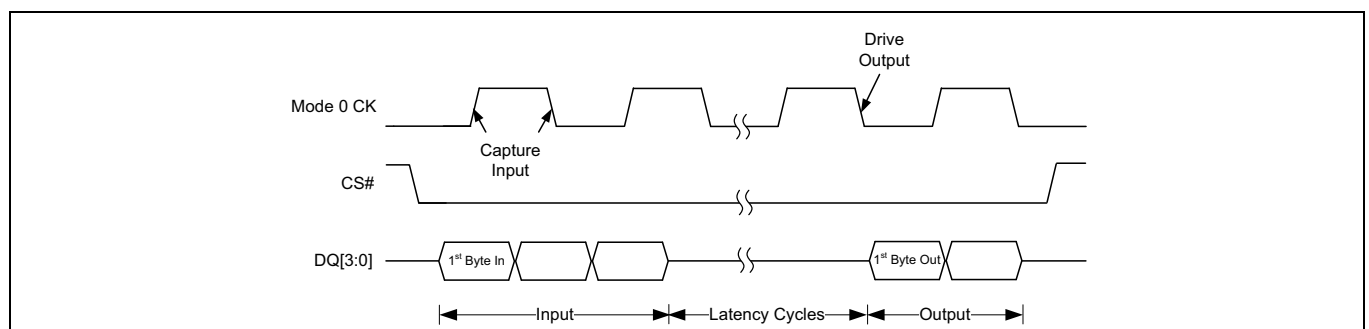 Drive
Output
Mode 0 CK
Capture
Input
CS#
DQ[3:0]
1st Byte In
1st Byte Out
Input
Latency Cycles
Output